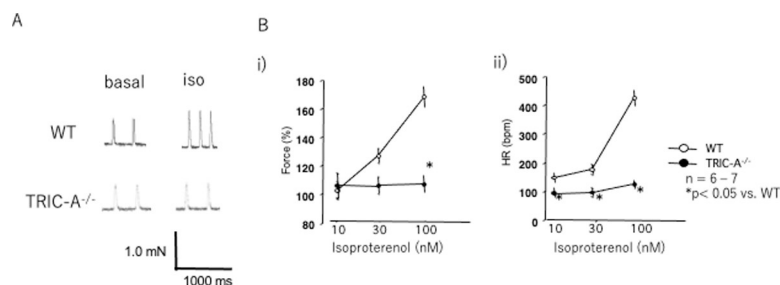 A
basal
iso
WT
TRIC-A-/-
1.0 mN
1000 ms
B
i)
Force (%)
180
160
140
120
100
80
10
30
100
Isoproterenol (nM)
ii)
HR (bpm)
500
400
300
200
150
100
0
10
30
100
*
*
*
*
Isoproterenol (nM)
WT
TRIC-A-/-
n = 6 – 7
*p< 0.05 vs. WT